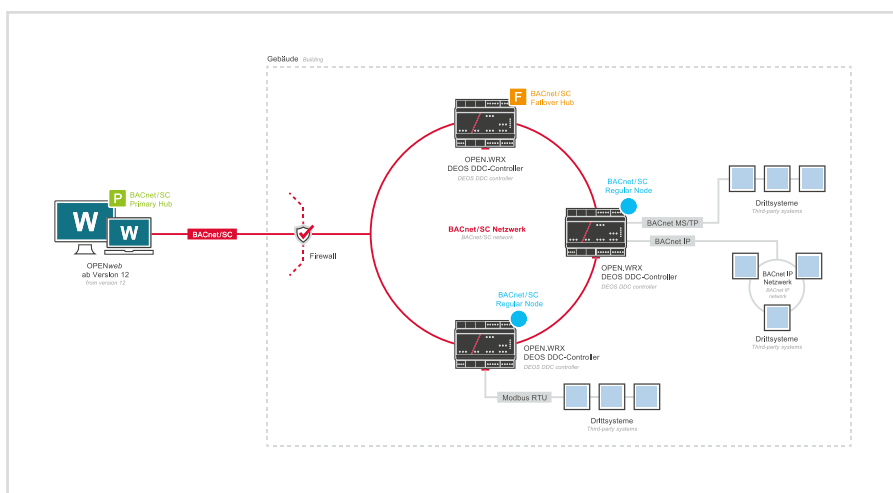 Gebäude Building
F
BACnet/SC
Failover Hub
OPEN.WRX
DEOS DDC-Controller
DEOS DDC controller
P
BACnet/SC
Primary Hub
W
W
OPENweb
ab Version 12
from version 12
BACnet/SC
Firewall
BACnet/SC Netzwerk
BACnet/SC network
BACnet/SC
Regular Node
OPEN.WRX
DEOS DDC-Controller
DEOS DDC controller
BACnet MS/TP
Drittsysteme
Third-party systems
BACnet IP
BACnet IP
Netzwerk
BACnet IP
network
Drittsysteme
Third-party systems
BACnet/SC
Regular Node
OPEN.WRX
DEOS DDC-Controller
DEOS DDC controller
Modbus RTU
Drittsysteme
Third-party systems